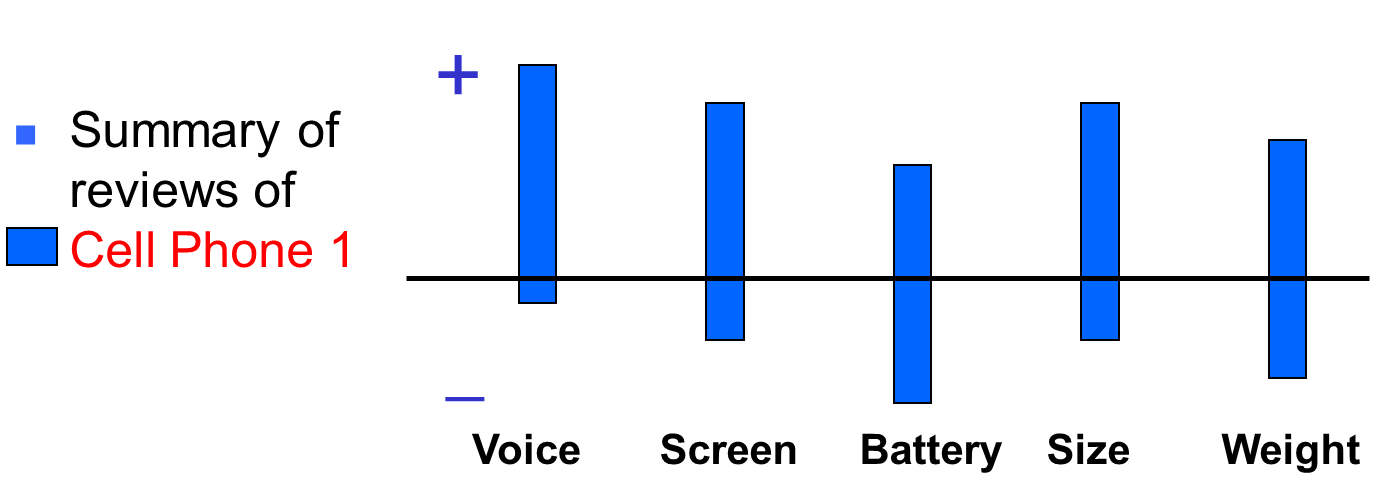 Summary of
reviews of
Cell Phone 1
+
–
Voice Screen Battery Size Weight